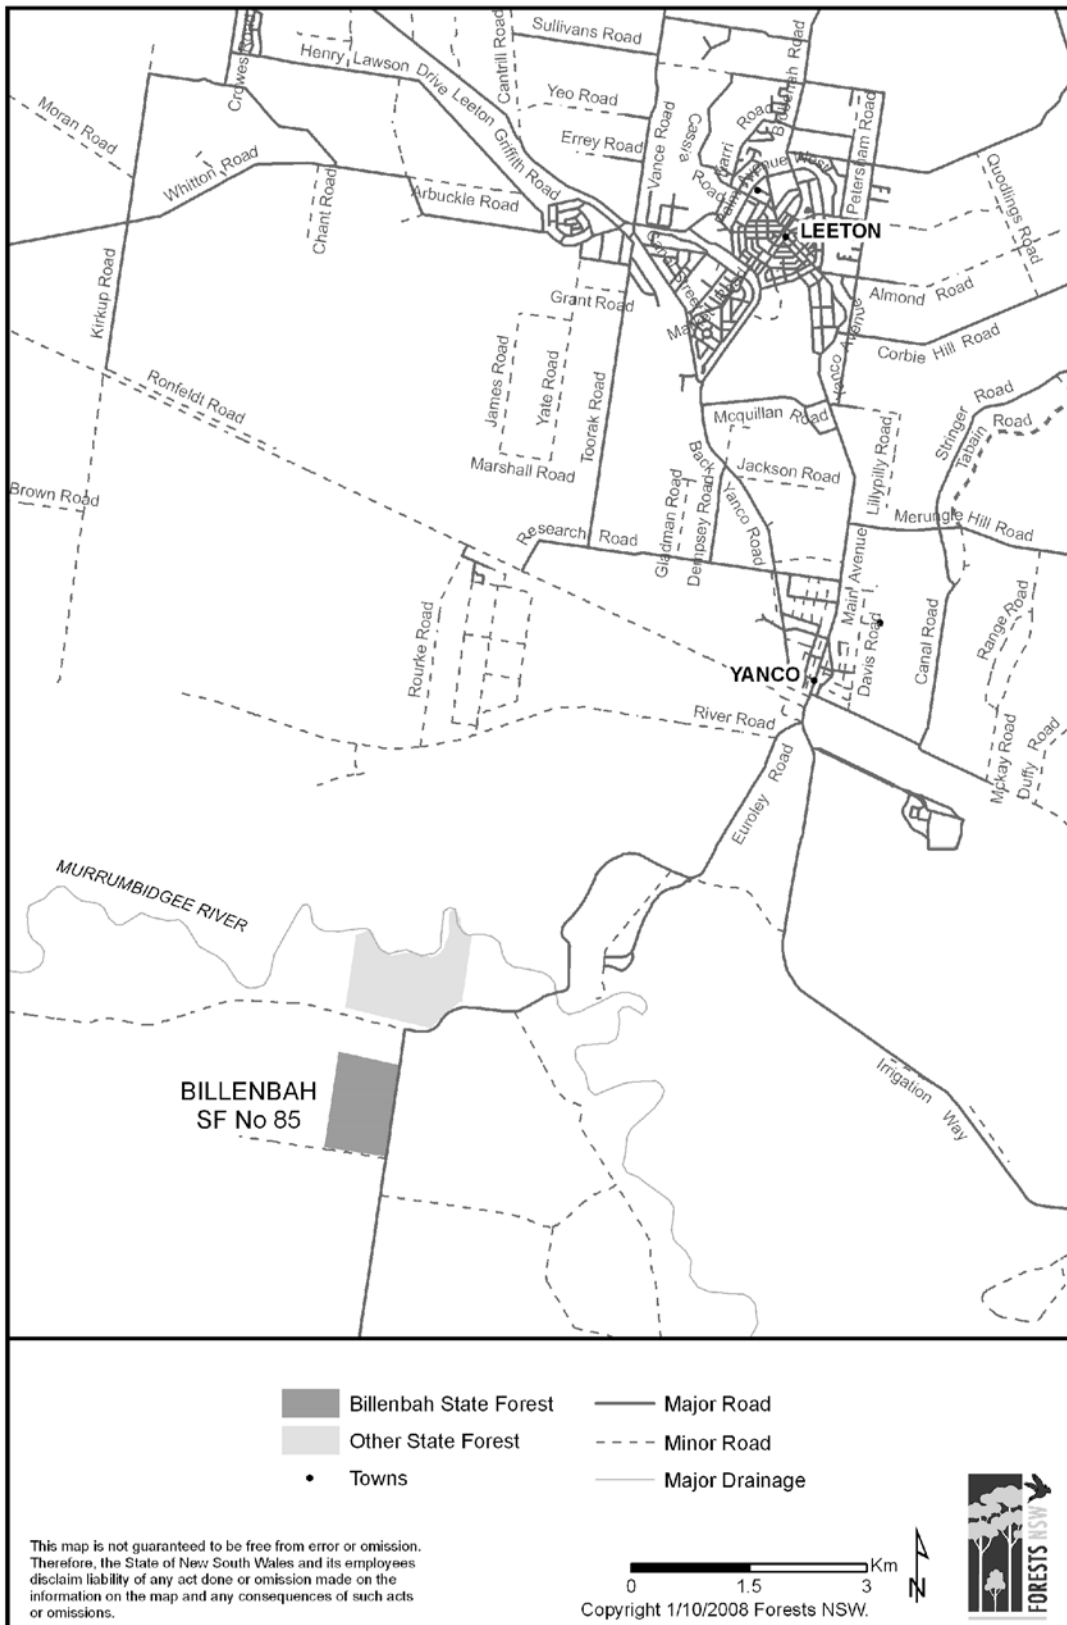 Sullivans Road
Crowes Road
Henry Lawson Drive
Leeton Griffith Road
Cantrill Road
Yeo Road
Errey Road
Vance Road
Cassia Road
Brobenah Road
Petersham Road
Moran Road
Whitton Road
Chant Road
Arbuckle Road
Palm Avenue West
Quodlings Road
LEETON
Kirkup Road
Grant Road
Almond Road
Corbie Hill Road
Yanco Avenue
Ronfeldt Road
James Road
Yate Road
Toorak Road
Mcquillan Road
Stringer Road
Tabain Road
Marshall Road
Back Yanco Road
Jackson Road
Lillypilly Road
Brown Road
Research Road
Gladman Road
Dempsey Road
Merungle Hill Road
Main Avenue
Rourke Road
Davis Road
Canal Road
Range Road
YANCO
River Road
Mckay Road
Duffy Road
Euroley Road
MURRUMBIDGEE RIVER
BILLENBAH
SF No 85
Irrigation Way
Billenbah State Forest
Other State Forest
Towns
Major Road
Minor Road
Major Drainage
This map is not guaranteed to be free from error or omission.
Therefore, the State of New South Wales and its employees
disclaim liability of any act done or omission made on the
information on the map and any consequences of such acts
or omissions.
Km
0 1.5 3
Copyright 1/10/2008 Forests NSW.
N
FORESTS NSW